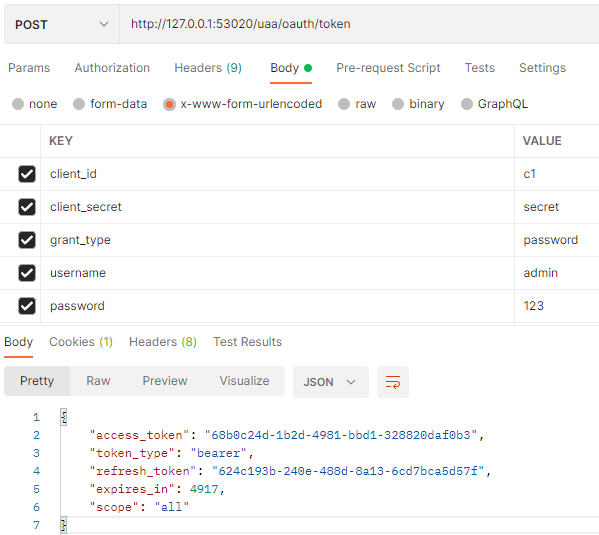 POST http://127.0.0.1:53020/uaa/oauth/token
Params Authorization Headers (9) Body Pre-request Script Tests Settings
none form-data x-www-form-urlencoded raw binary GraphQL
KEY VALUE
client_id c1
client_secret secret
grant_type password
username admin
password 123
Body Cookies (1) Headers (8) Test Results
Pretty Raw Preview Visualize JSON
1 {
2 "access_token": "68b0c24d-1b2d-4981-bbd1-328820daf0b3",
3 "token_type": "bearer",
4 "refresh_token": "624c193b-240e-488d-8a13-6cd7bca5d57f",
5 "expires_in": 4917,
6 "scope": "all"
7 }